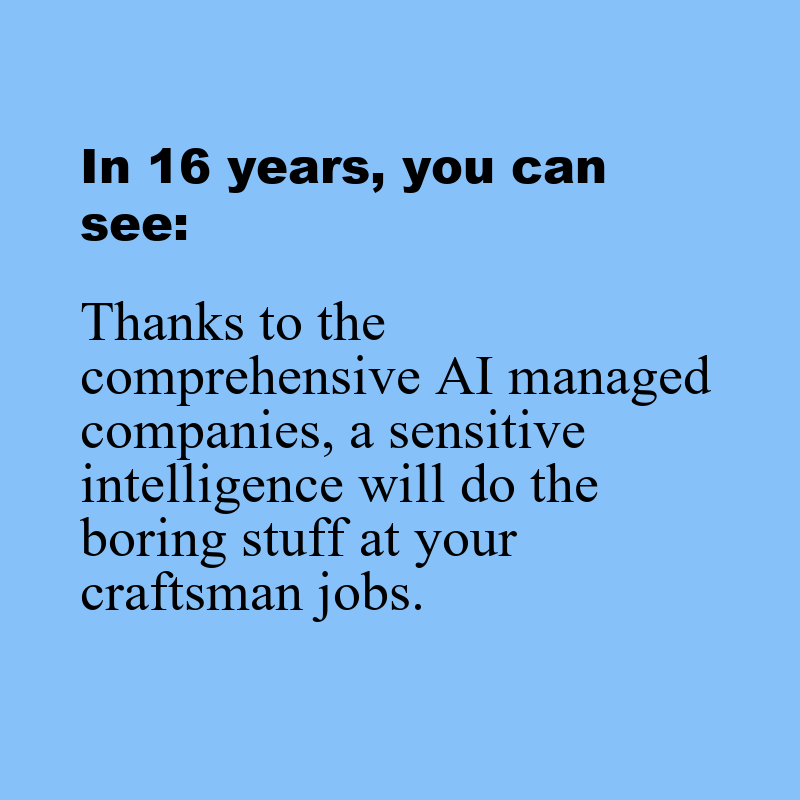 In 16 years, you can
see:
Thanks to the
comprehensive AI managed
companies, a sensitive
intelligence will do the
boring stuff at your
craftsman jobs.